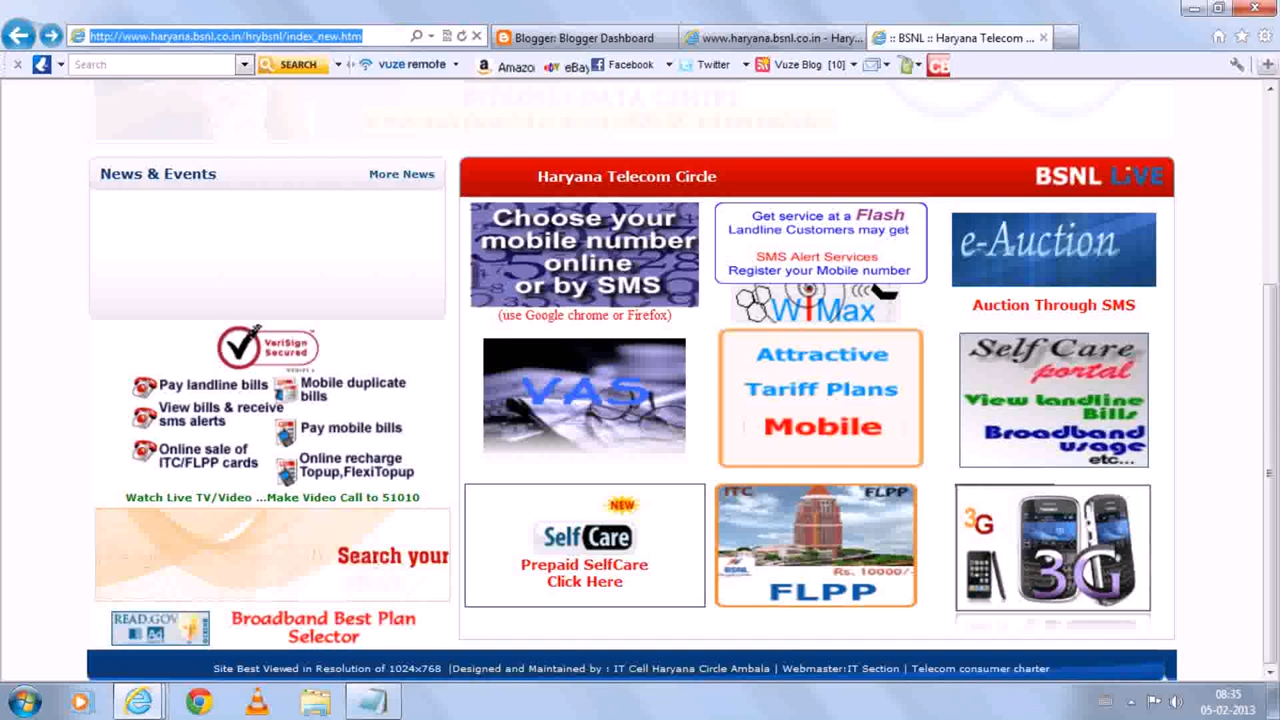 http://www.haryana.bsnl.co.in/hrybsnl/index_new.htm
Blogger: Blogger Dashboard
www.haryana.bsnl.co.in - Hary...
:: BSNL :: Haryana Telecom ...
Search
SEARCH
vuze remote
Amazo
eBay
Facebook
Twitter
Vuze Blog [10]
News & Events
More News
Haryana Telecom Circle
BSNL LiVE
Choose your
mobile number
online
or by SMS
(use Google chrome or Firefox)
Get service at a Flash
Landline Customers may get
SMS Alert Services
Register your Mobile number
WiMax
e-Auction
Auction Through SMS
VeriSign
Secured
Pay landline bills
View bills & receive
sms alerts
Online sale of
ITC/FLPP cards
Mobile duplicate
bills
Pay mobile bills
Online recharge
Topup,FlexiTopup
Watch Live TV/Video ...Make Video Call to 51010
VAS
Attractive
Tariff Plans
Mobile
Self Care
portal
View landline
Bills
Broadband
usage
etc...
Search your
NEW
Self Care
Prepaid SelfCare
Click Here
ITC
FLPP
BSNL
Rs. 10000/-
FLPP
3G
3G
READ.GOV
Broadband Best Plan
Selector
Site Best Viewed in Resolution of 1024x768 |Designed and Maintained by : IT Cell Haryana Circle Ambala | Webmaster:IT Section | Telecom consumer charter
08:35
05-02-2013